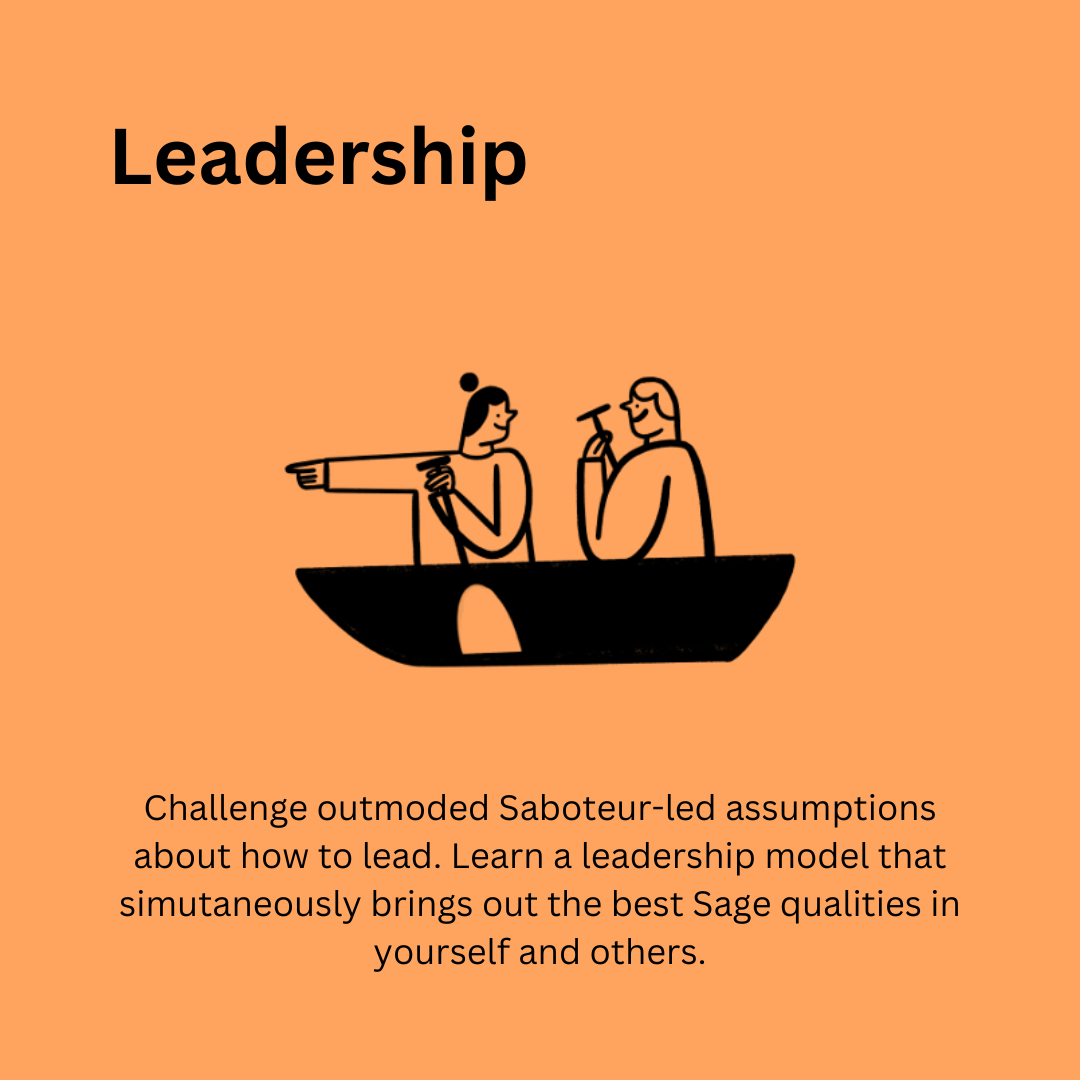 Leadership
Challenge outmoded Saboteur-led assumptions
about how to lead. Learn a leadership model that
simutaneously brings out the best Sage qualities in
yourself and others.